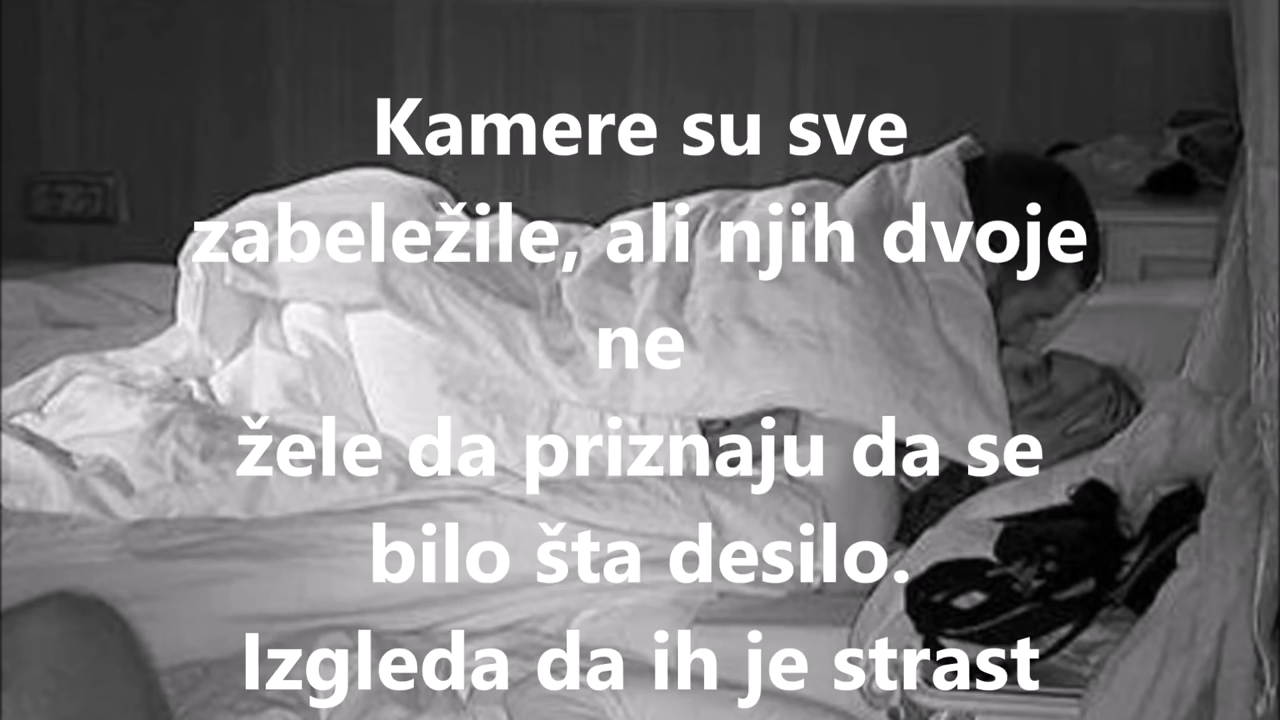 Kamere su sve
zabeležile, ali njih dvoje
ne
žele da priznaju da se
bilo šta desilo.
Izgleda da ih je strast